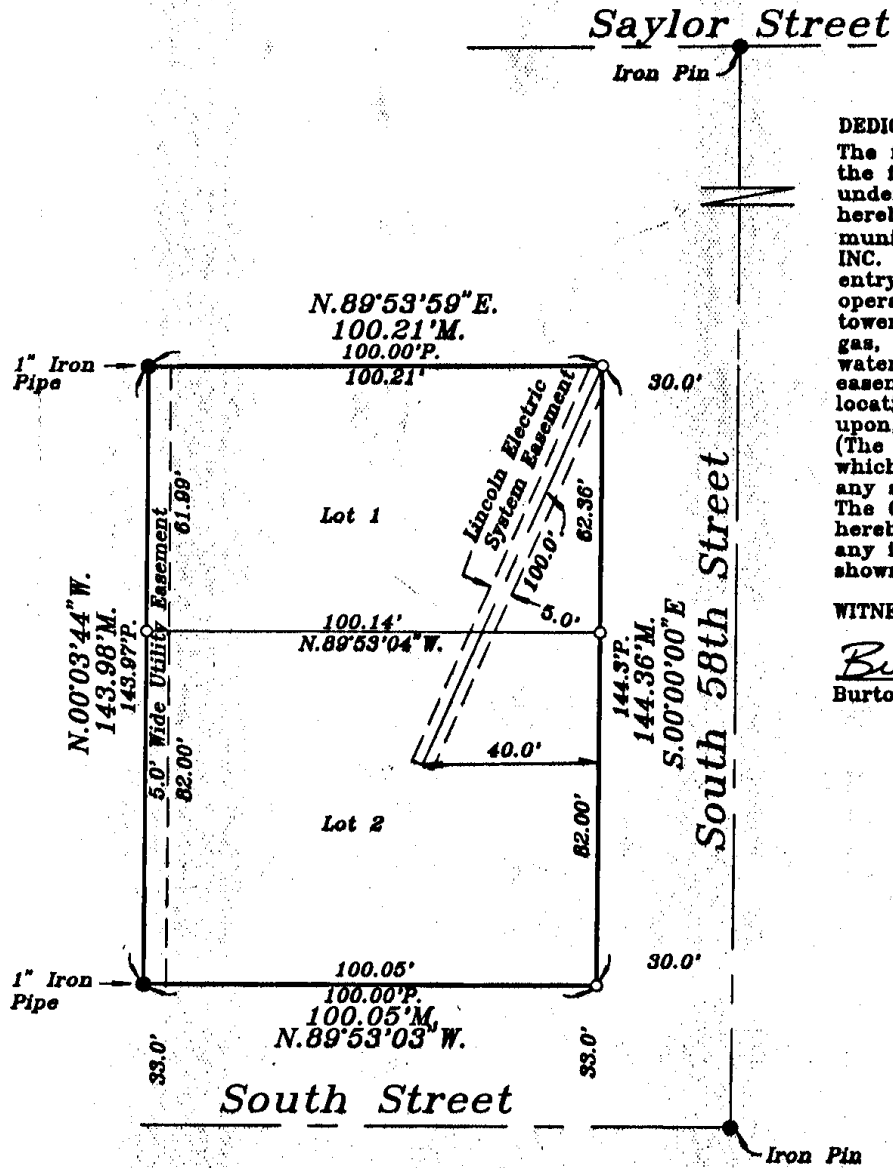 Saylor Street
Iron Pin
DEDIC
The
the f
unde
hereb
muni
INC.
entry
opera
tower
gas,
water
easem
locati
upon,
(The
which
any s
The C
hereb
any f
shown
WITNE
Burto
N.89°53'59"E.
100.21'M.
100.00'P.
100.21'
1" Iron
Pipe
30.0'
Lincoln Electric
System Easement
61.99'
Lot 1
62.36'
100.0'
5.0'
100.14'
N.89°53'04"W.
N.00°03'44"W.
143.98'M.
143.97'P.
5.0' Wide Utility Easement
82.00'
144.3'P.
144.36'M.
S.00°00'00"E
South 58th Street
40.0'
Lot 2
82.00'
1" Iron
Pipe
30.0'
100.05'
100.00'P.
100.05'M.
N.89°53'03"W.
33.0'
33.0'
South Street
Iron Pin